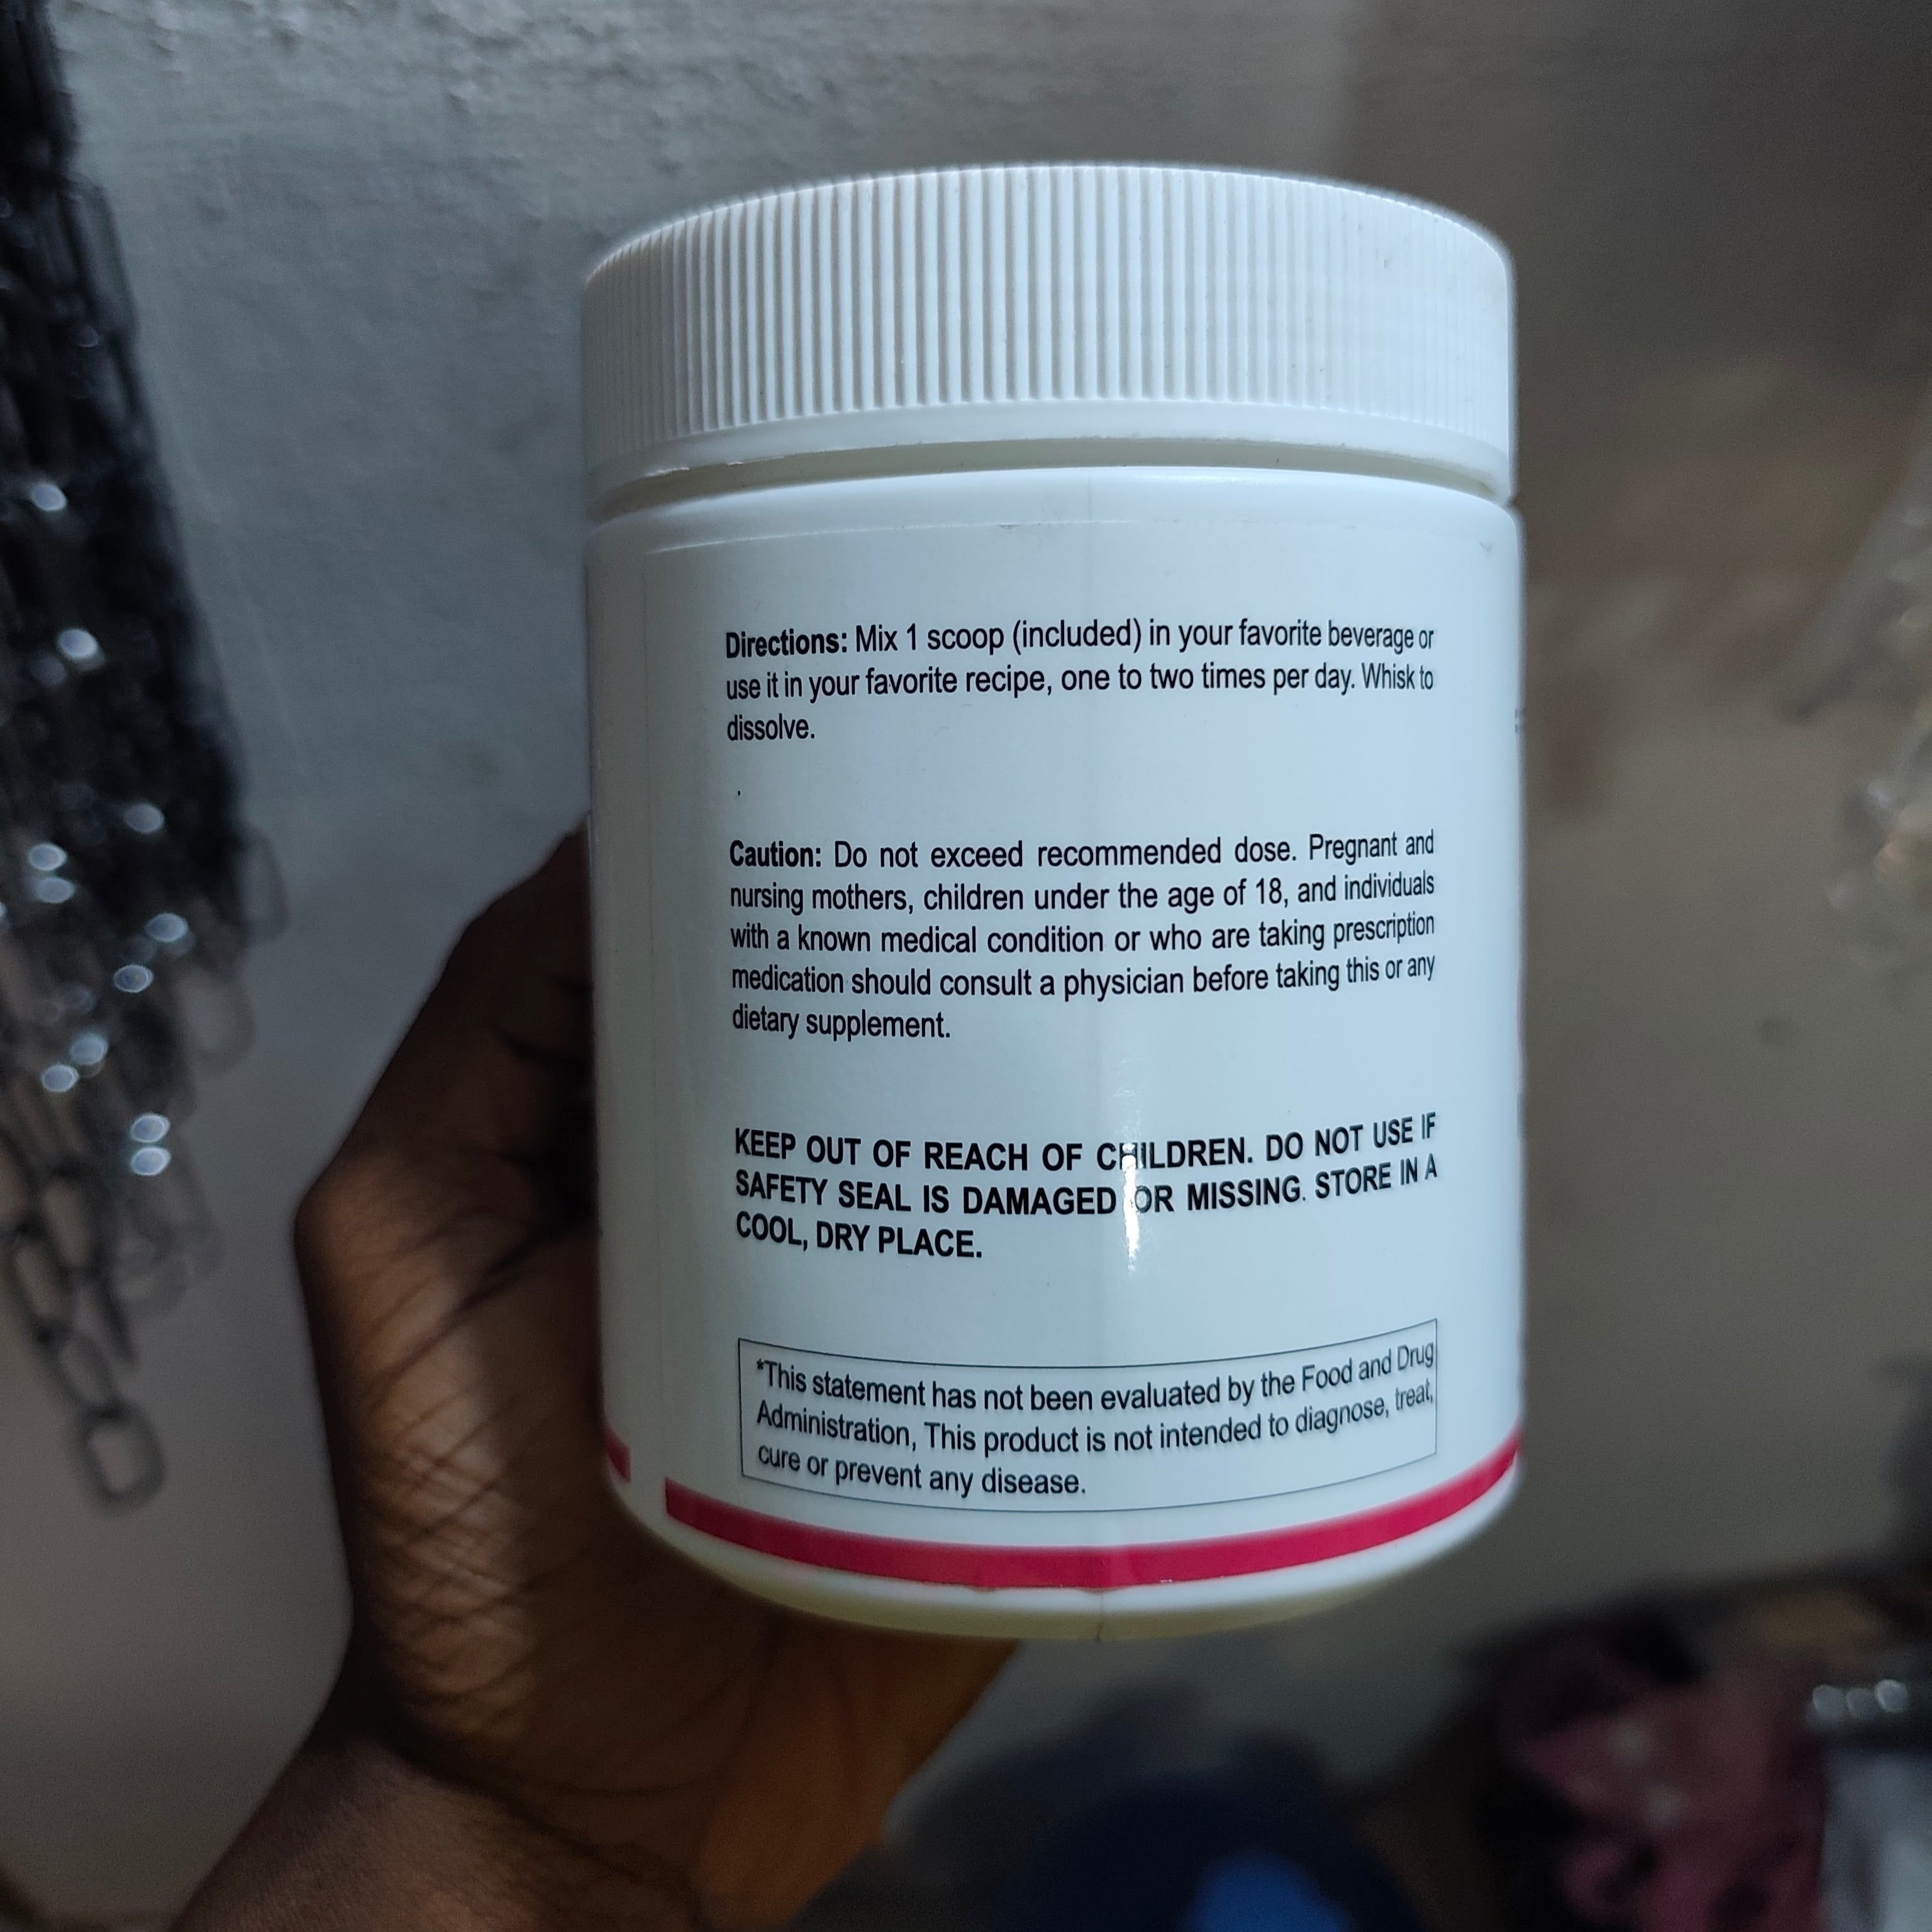 Directions: Mix 1 scoop (included) in your favorite beverage or
use it in your favorite recipe, one to two times per day. Whisk to
dissolve.
.
Caution: Do not exceed recommended dose. Pregnant and
nursing mothers, children under the age of 18, and individuals
with a known medical condition or who are taking prescription
medication should consult a physician before taking this or any
dietary supplement.
KEEP OUT OF REACH OF CHILDREN. DO NOT USE IF
SAFETY SEAL IS DAMAGED OR MISSING. STORE IN A
COOL, DRY PLACE.
*This statement has not been evaluated by the Food and Drug
Administration, This product is not intended to diagnose, treat,
cure or prevent any disease.